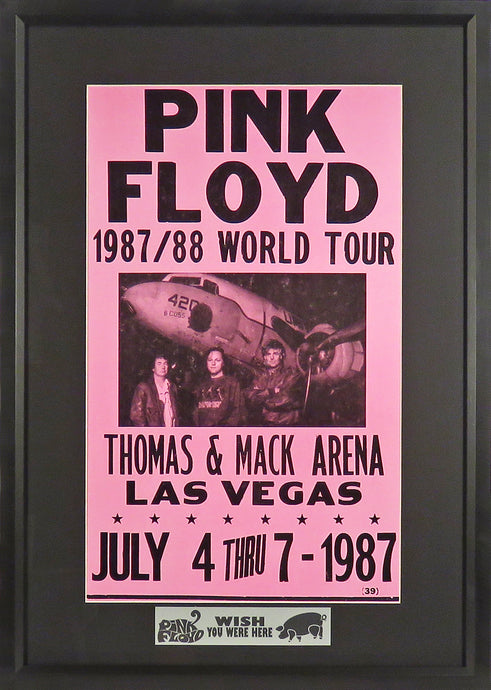 PINK
FLOYD
1987/88 WORLD TOUR
420
THOMAS & MACK ARENA
LAS VEGAS
★ ★ ★ ★ ★ ★ ★ ★
JULY 4 THRU 7 - 1987
(39)
PINK FLOYD WISH
YOU WERE HERE